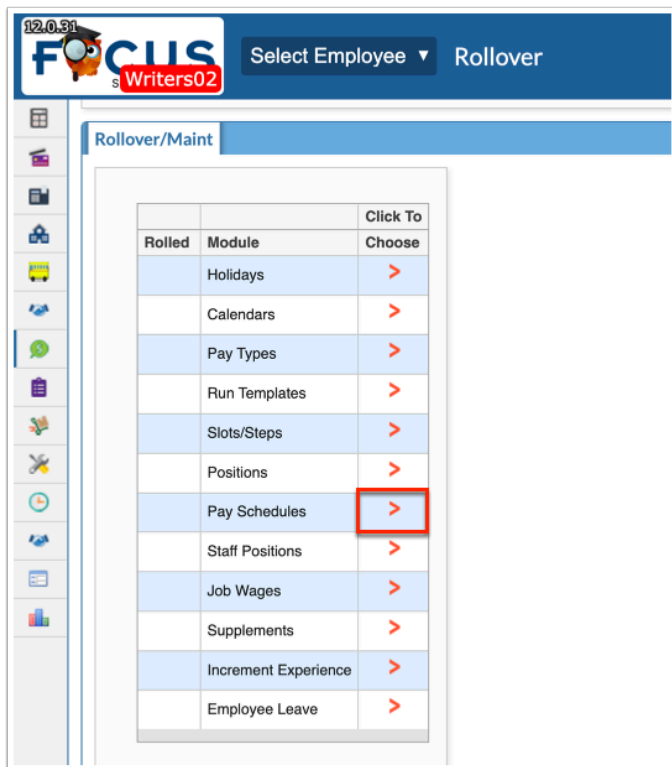 12.0.31
FOCUS
S
Writers02
Select Employee ▼
Rollover
Rollover/Maint
Click To
Rolled Module Choose
Holidays >
Calendars >
Pay Types >
Run Templates >
Slots/Steps >
Positions >
Pay Schedules >
Staff Positions >
Job Wages >
Supplements >
Increment Experience >
Employee Leave >